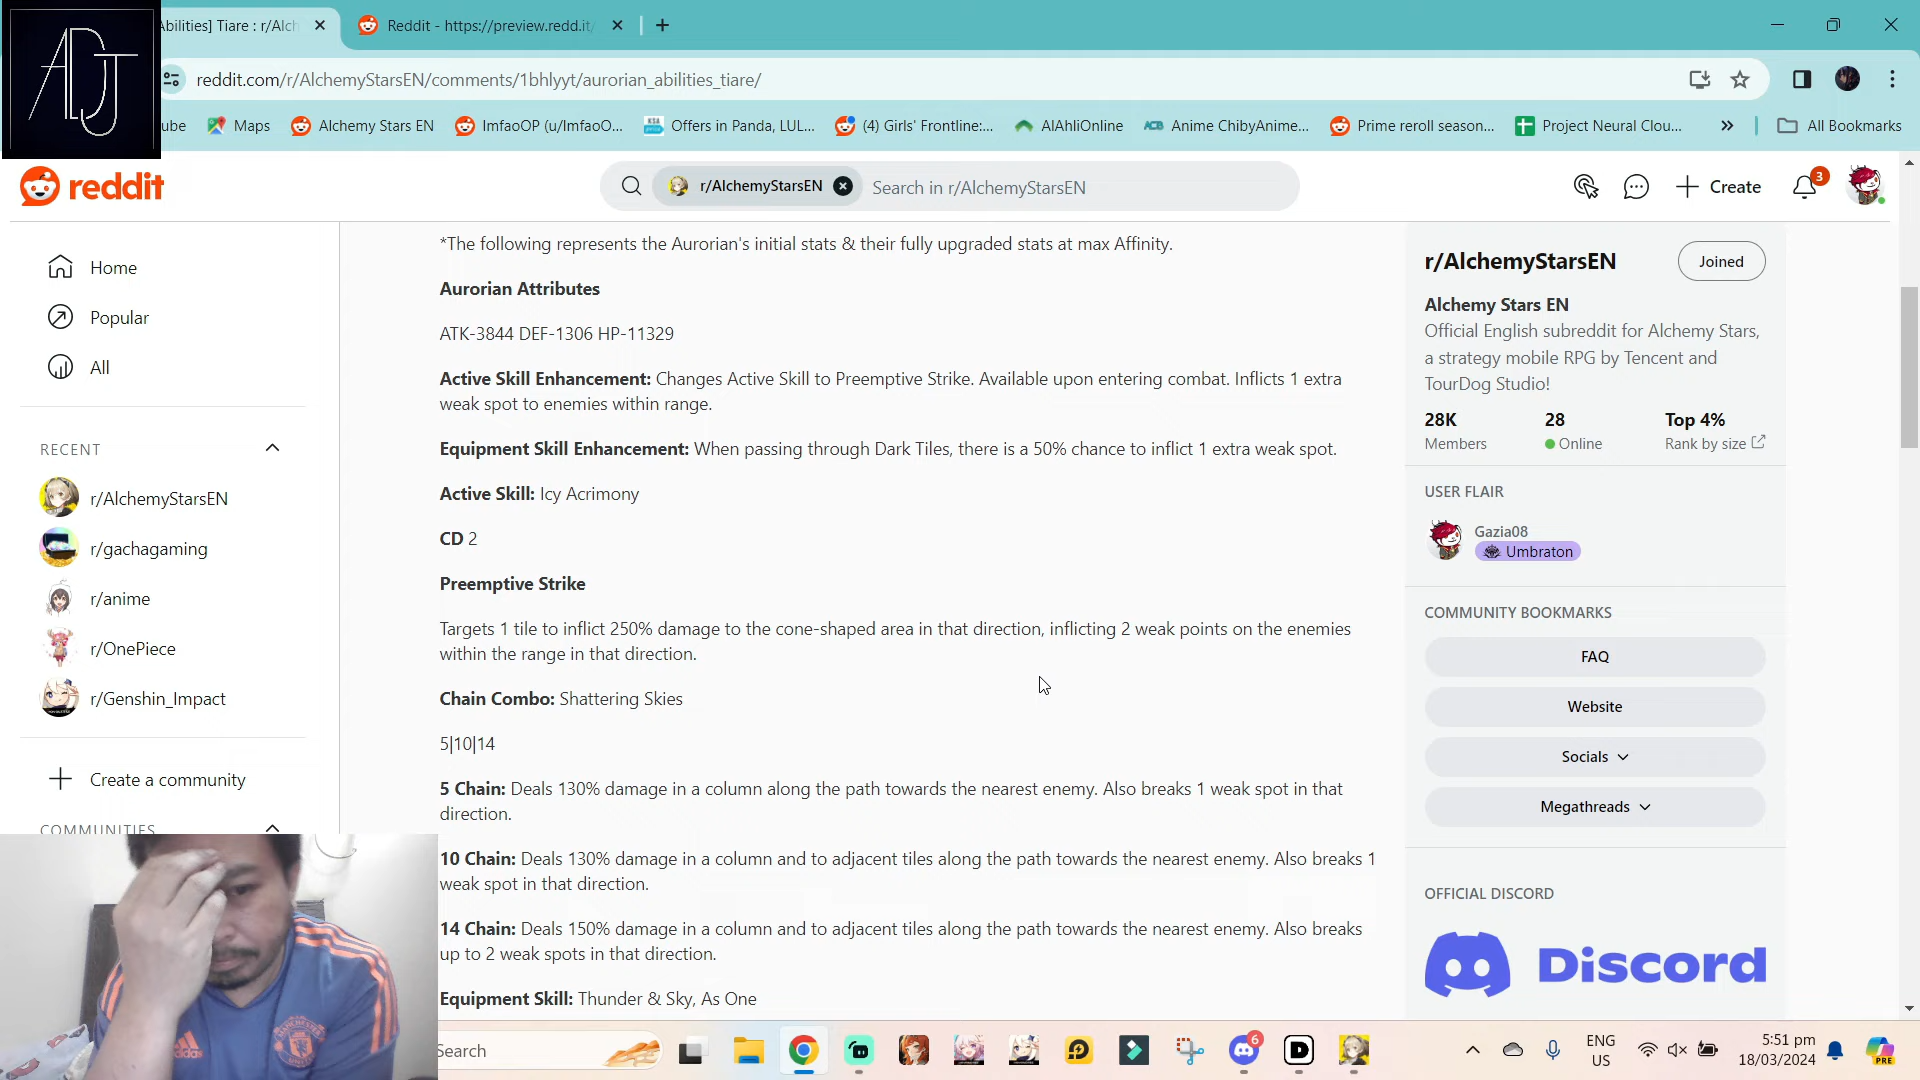 Abilities] Tiare : r/Alch
Reddit - https://preview.redd.it/
ADJ
reddit.com/r/AlchemyStarsEN/comments/1bhlyyt/aurorian_abilities_tiare/
ube
Maps
Alchemy Stars EN
lmfaoOP (u/lmfaoO...
Offers in Panda, LUL...
(4) Girls' Frontline:...
AlAhliOnline
Anime ChibyAnime...
Prime reroll season...
Project Neural Clou...
All Bookmarks
reddit
r/AlchemyStarsEN
Search in r/AlchemyStarsEN
Create
3
Home
Popular
All
RECENT
r/AlchemyStarsEN
r/gachagaming
r/anime
r/OnePiece
r/Genshin_Impact
Create a community
COMMUNITIES
*The following represents the Aurorian's initial stats & their fully upgraded stats at max Affinity.
Aurorian Attributes
ATK-3844 DEF-1306 HP-11329
Active Skill Enhancement: Changes Active Skill to Preemptive Strike. Available upon entering combat. Inflicts 1 extra
weak spot to enemies within range.
Equipment Skill Enhancement: When passing through Dark Tiles, there is a 50% chance to inflict 1 extra weak spot.
Active Skill: Icy Acrimony
CD 2
Preemptive Strike
Targets 1 tile to inflict 250% damage to the cone-shaped area in that direction, inflicting 2 weak points on the enemies
within the range in that direction.
Chain Combo: Shattering Skies
5|10|14
5 Chain: Deals 130% damage in a column along the path towards the nearest enemy. Also breaks 1 weak spot in that
direction.
10 Chain: Deals 130% damage in a column and to adjacent tiles along the path towards the nearest enemy. Also breaks 1
weak spot in that direction.
14 Chain: Deals 150% damage in a column and to adjacent tiles along the path towards the nearest enemy. Also breaks
up to 2 weak spots in that direction.
Equipment Skill: Thunder & Sky, As One
r/AlchemyStarsEN
Joined
Alchemy Stars EN
Official English subreddit for Alchemy Stars,
a strategy mobile RPG by Tencent and
TourDog Studio!
28K
28
Top 4%
Members
Online
Rank by size
USER FLAIR
Gazia08
Umbraton
COMMUNITY BOOKMARKS
FAQ
Website
Socials
Megathreads
OFFICIAL DISCORD
Discord
adidas
Search
6
ENG
US
5:51 pm
18/03/2024
PRE